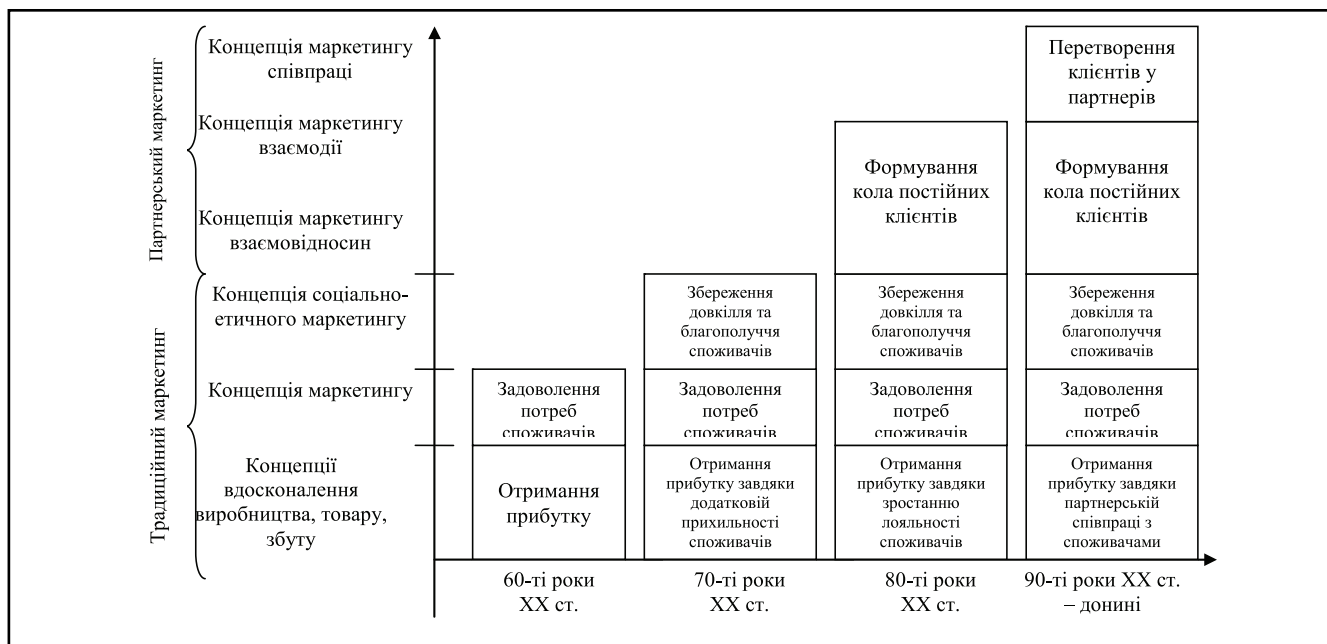 Партнерський маркетинг
Традиційний маркетинг
Концепція маркетингу
співпраці
Концепція маркетингу
взаємодії
Концепція маркетингу
взаємовідносин
Концепція соціально-
етичного маркетингу
Концепція маркетингу
Концепції
вдосконалення
виробництва, товару,
збуту
Отримання
прибутку
Задоволення
потреб
споживачів
60-ті роки
ХХ ст.
Збереження
довкілля та
благополуччя
споживачів
Задоволення
потреб
споживачів
Отримання
прибутку завдяки
додатковій
прихильності
споживачів
70-ті роки
ХХ ст.
Формування
кола постійних
клієнтів
Збереження
довкілля та
благополуччя
споживачів
Задоволення
потреб
споживачів
Отримання
прибутку завдяки
зростанню
лояльності
споживачів
80-ті роки
ХХ ст.
Перетворення
клієнтів у
партнерів
Формування
кола постійних
клієнтів
Збереження
довкілля та
благополуччя
споживачів
Задоволення
потреб
споживачів
Отримання
прибутку завдяки
партнерській
співпраці з
споживачами
90-ті роки ХХ ст.
– донині